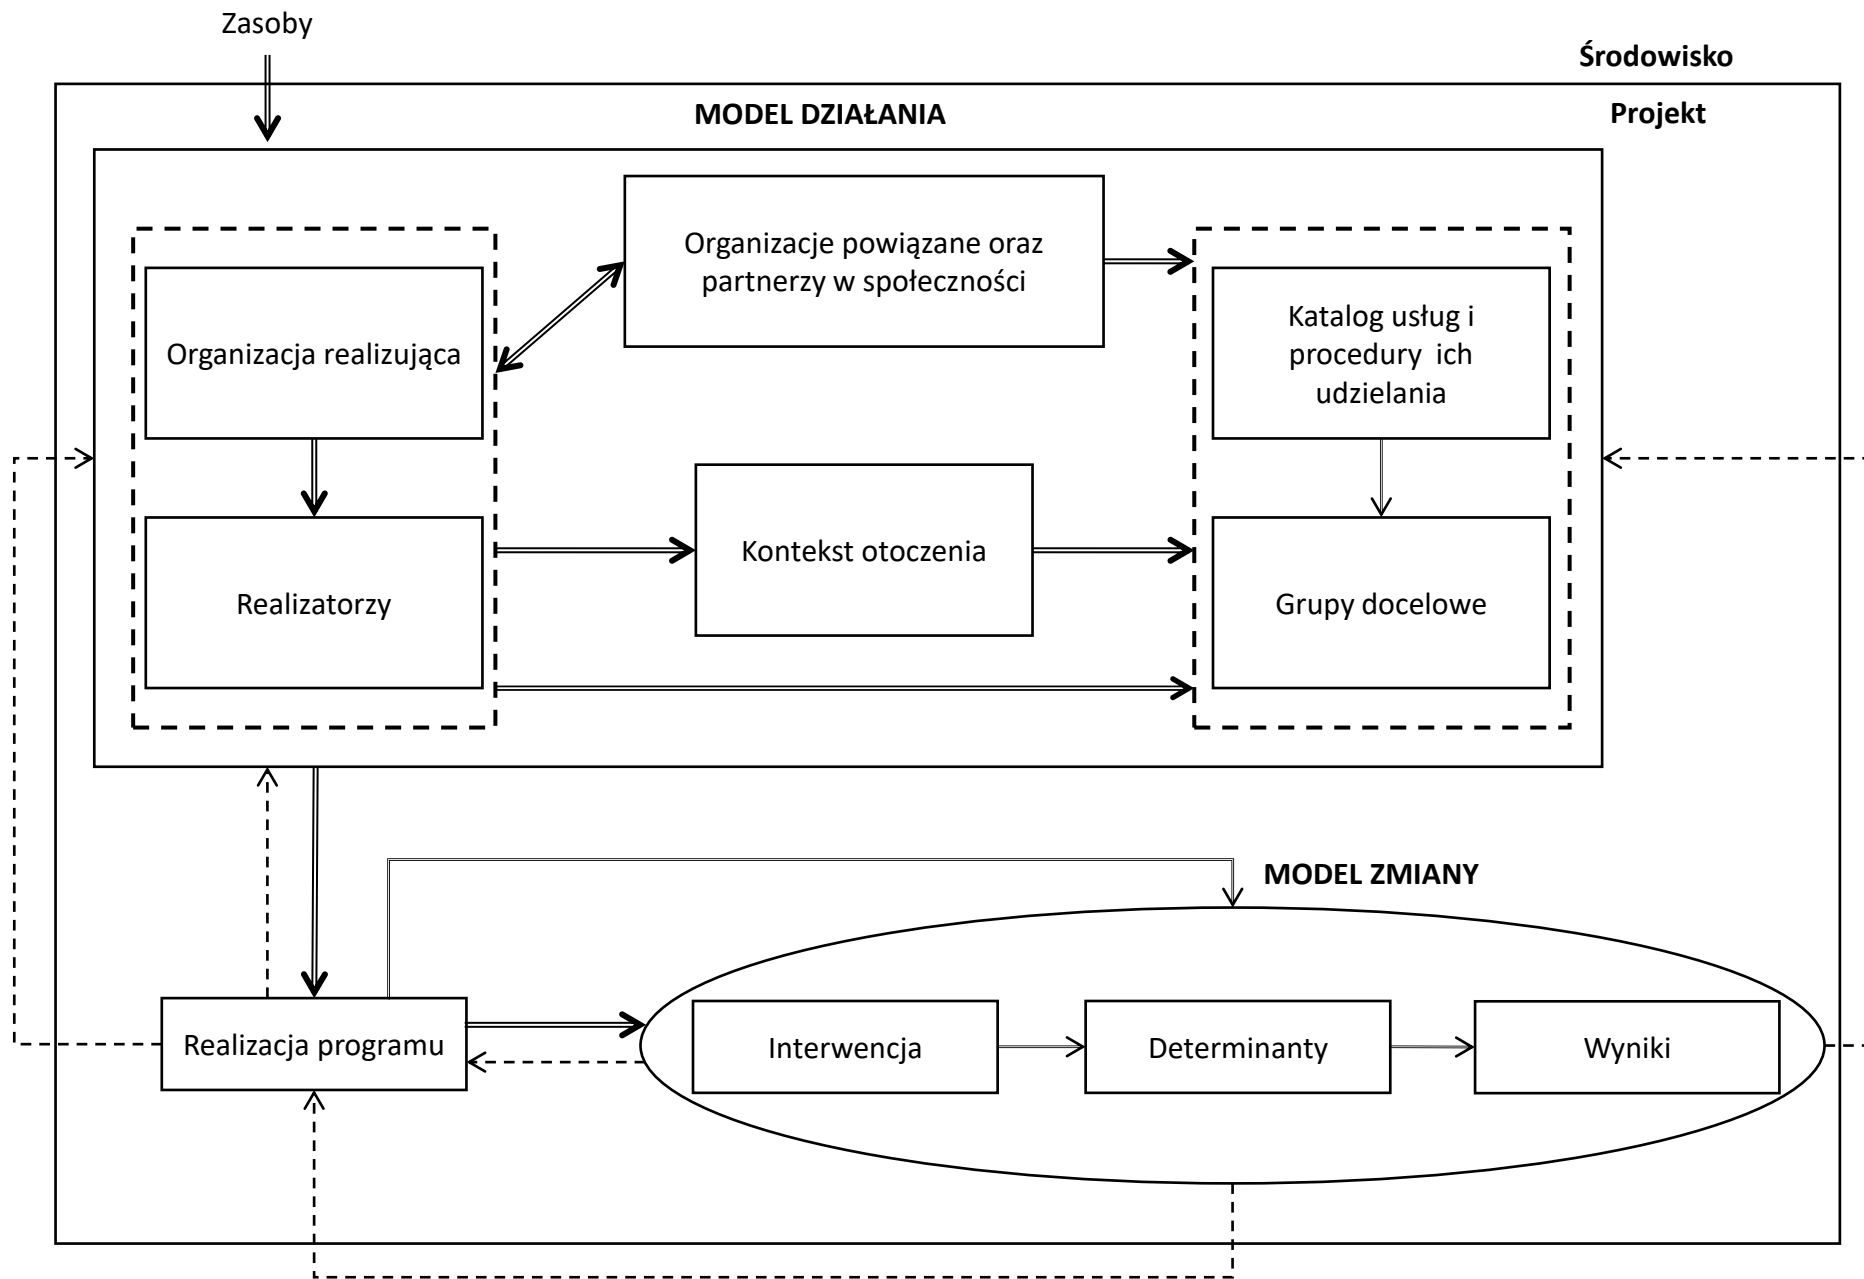 Zasoby
Środowisko
MODEL DZIAŁANIA
Projekt
Organizacje powiązane oraz
partnerzy w społeczności
Organizacja realizująca
Katalog usług i
procedury  ich
udzielania
Realizatorzy
Kontekst otoczenia
Grupy docelowe
MODEL ZMIANY
Realizacja programu
Interwencja
Determinanty
Wyniki